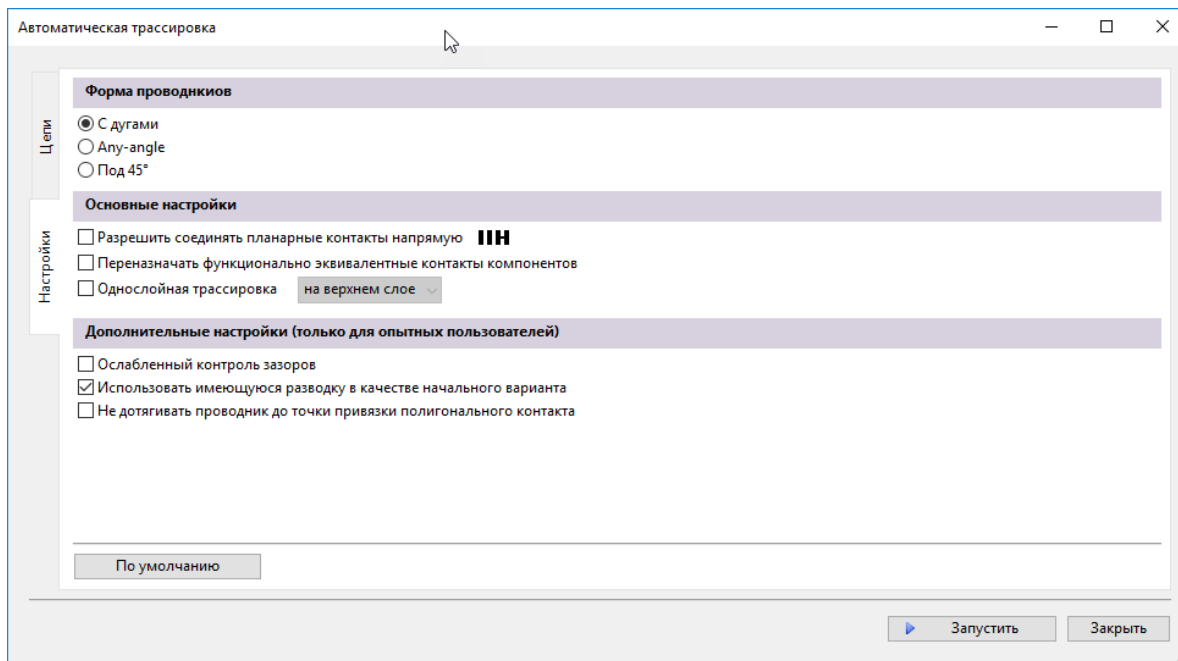 Автоматическая трассировка
Цепи
Настройки
Форма проводнкиов
С дугами
Any-angle
Под 45°
Основные настройки
Разрешить соединять планарные контакты напрямую
Переназначать функционально эквивалентные контакты компонентов
Однослойная трассировка на верхнем слое
Дополнительные настройки (только для опытных пользователей)
Ослабленный контроль зазоров
Использовать имеющуюся разводку в качестве начального варианта
Не дотягивать проводник до точки привязки полигонального контакта
По умолчанию
Запустить Закрыть